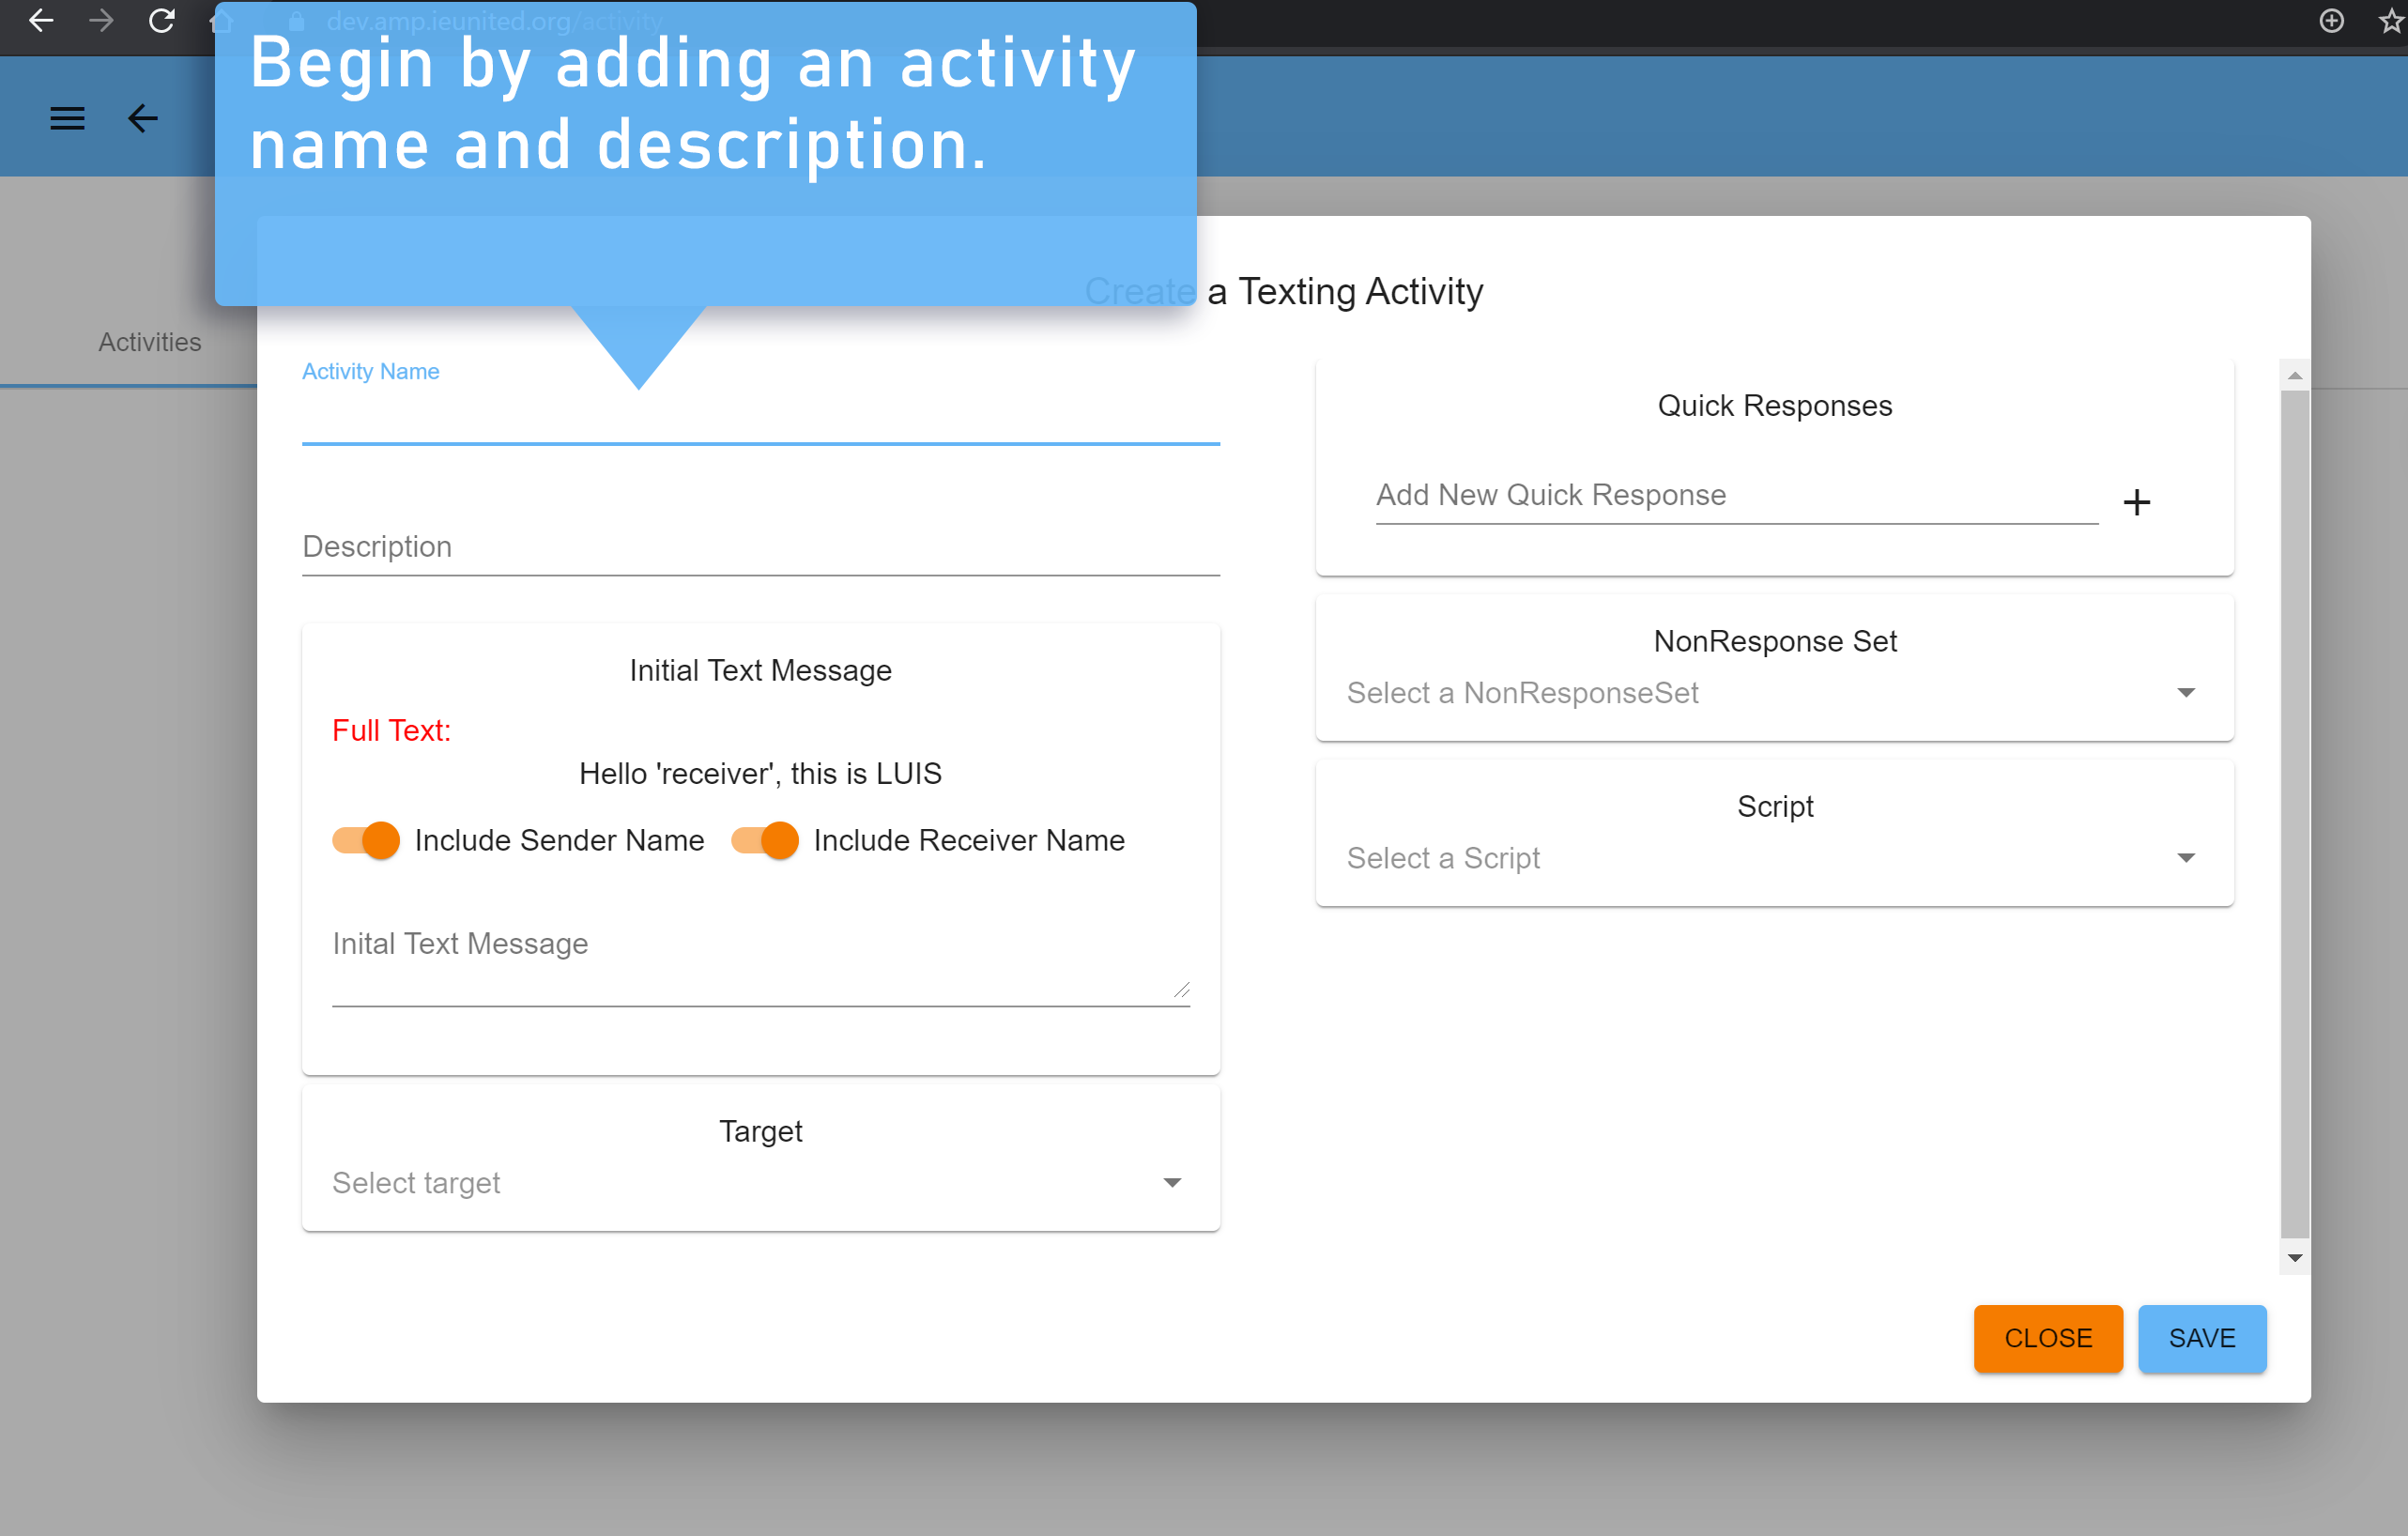 dev.amp.ieunited.org/activity
Begin by adding an activity
name and description.
Create a Texting Activity
Activities
Activity Name
Description
Initial Text Message
Full Text:
Hello 'receiver', this is LUIS
Include Sender Name
Include Receiver Name
Inital Text Message
Target
Select target
Quick Responses
Add New Quick Response
NonResponse Set
Select a NonResponseSet
Script
Select a Script
CLOSE
SAVE